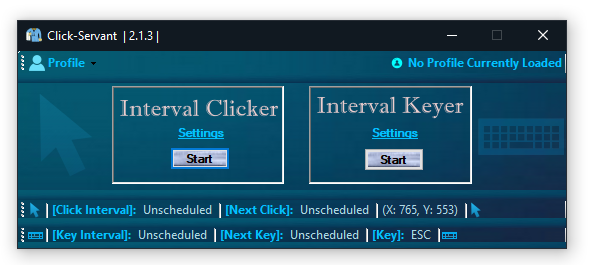 Click-Servant | 2.1.3 |
Profile
No Profile Currently Loaded
Interval Clicker
Settings
Start
Interval Keyer
Settings
Start
[Click Interval]: Unscheduled [Next Click]: Unscheduled (X: 765, Y: 553)
[Key Interval]: Unscheduled [Next Key]: Unscheduled [Key]: ESC